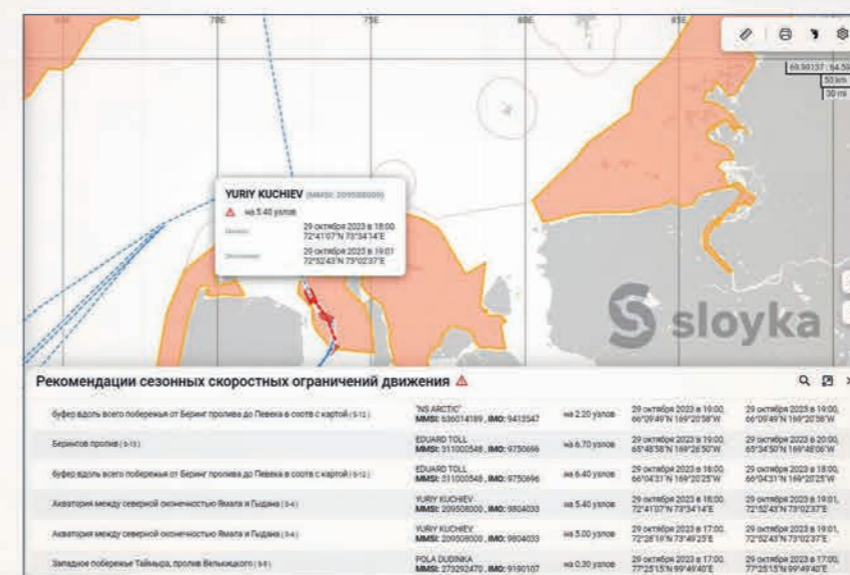 70E 75E 80E 85E
50 km
30 mi
YURIY KUCHIEV (MMSI: 209508000)
на 5.40 узлов
29 октября 2023 в 18:00
72°41'07"N 73°34'14"E
29 октября 2023 в 19:01
72°52'43"N 73°02'37"E
sloyka
Рекомендации сезонных скоростных ограничений движения
буфер вдоль всего побережья от Беринг пролива до Певека в соотв с картой (S-12) "NS ARCTIC" MMSI: 636014189, IMO: 9413547 на 2.20 узлов 29 октября 2023 в 19:00, 66°09'49"N 169°20'58"W 29 октября 2023 в 19:00, 66°09'49"N 169°20'58"W
Берингов пролив (S-13) EDUARD TOLL MMSI: 311000548, IMO: 9750696 на 6.70 узлов 29 октября 2023 в 19:00, 65°48'58"N 169°26'50"W 29 октября 2023 в 20:00, 65°34'50"N 169°48'06"W
буфер вдоль всего побережья от Беринг пролива до Певека в соотв с картой (S-12) EDUARD TOLL MMSI: 311000548, IMO: 9750696 на 6.40 узлов 29 октября 2023 в 18:00, 66°04'31"N 169°20'25"W 29 октября 2023 в 18:00, 66°04'31"N 169°20'25"W
Акватория между северной оконечностью Ямала и Гыдана (S-4) YURIY KUCHIEV MMSI: 209508000, IMO: 9804033 на 5.40 узлов 29 октября 2023 в 18:00, 72°41'07"N 73°34'14"E 29 октября 2023 в 19:01, 72°52'43"N 73°02'37"E
Акватория между северной оконечностью Ямала и Гыдана (S-4) YURIY KUCHIEV MMSI: 209508000, IMO: 9804033 на 5.00 узлов 29 октября 2023 в 17:00, 72°28'19"N 73°49'25"E 29 октября 2023 в 19:01, 72°52'43"N 73°02'37"E
Западное побережье Таймыра, пролив Вилькицкого POLA DUDINKA MMSI: 273292470, IMO: 9190107 на 0.30 узлов 29 октября 2023 в 17:00, 77°25'15"N 99°49'40"E 29 октября 2023 в 17:00, 77°25'15"N 99°49'40"E